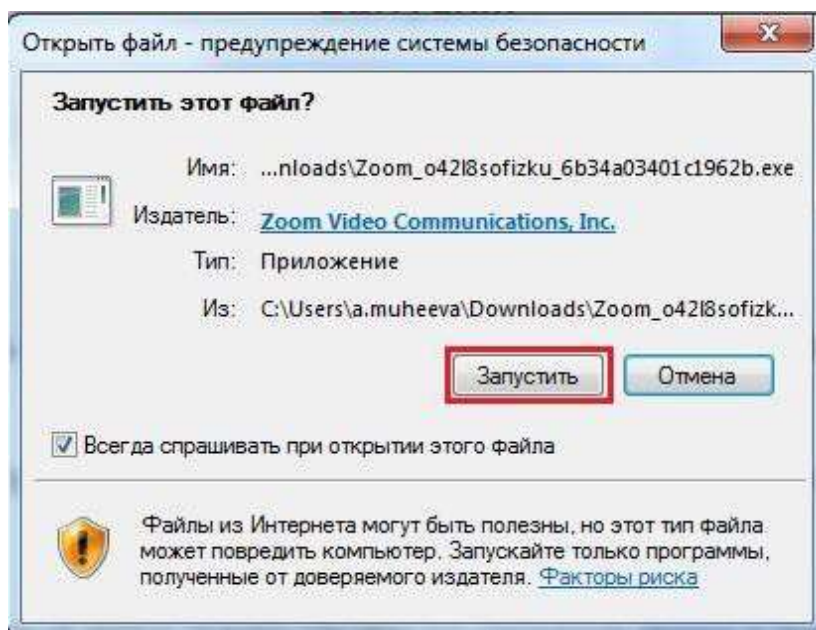 Открыть файл - предупреждение системы безопасности
Запустить этот файл?
Имя: ...nloads\Zoom_o42l8sofizku_6b34a03401c1962b.exe
Издатель: Zoom Video Communications, Inc.
Тип: Приложение
Из: C:\Users\a.muheeva\Downloads\Zoom_o42l8sofizk...
Запустить Отмена
Всегда спрашивать при открытии этого файла
Файлы из Интернета могут быть полезны, но этот тип файла
может повредить компьютер. Запускайте только программы,
полученные от доверяемого издателя. Факторы риска